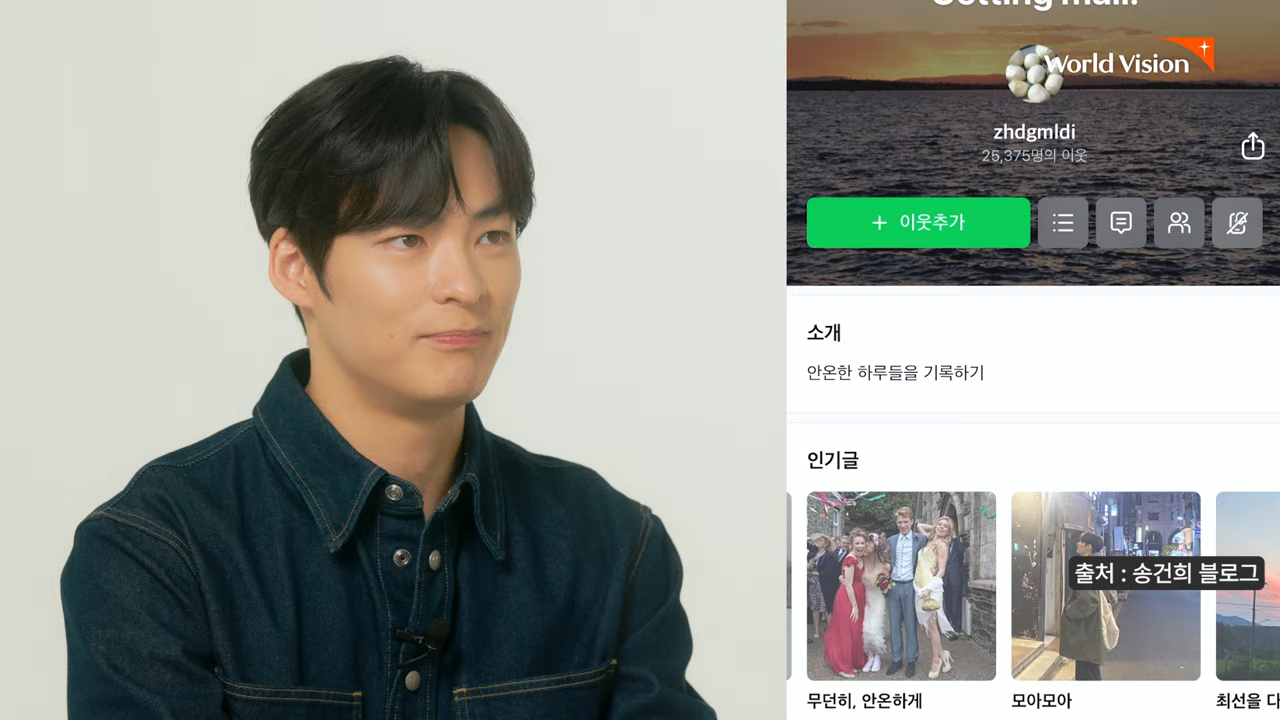 World Vision
zhdgmldi
25,375명의 이웃
+ 이웃추가
소개
안온한 하루들을 기록하기
인기글
출처 : 송건희 블로그
무던히, 안온하게
모아모아
최선을